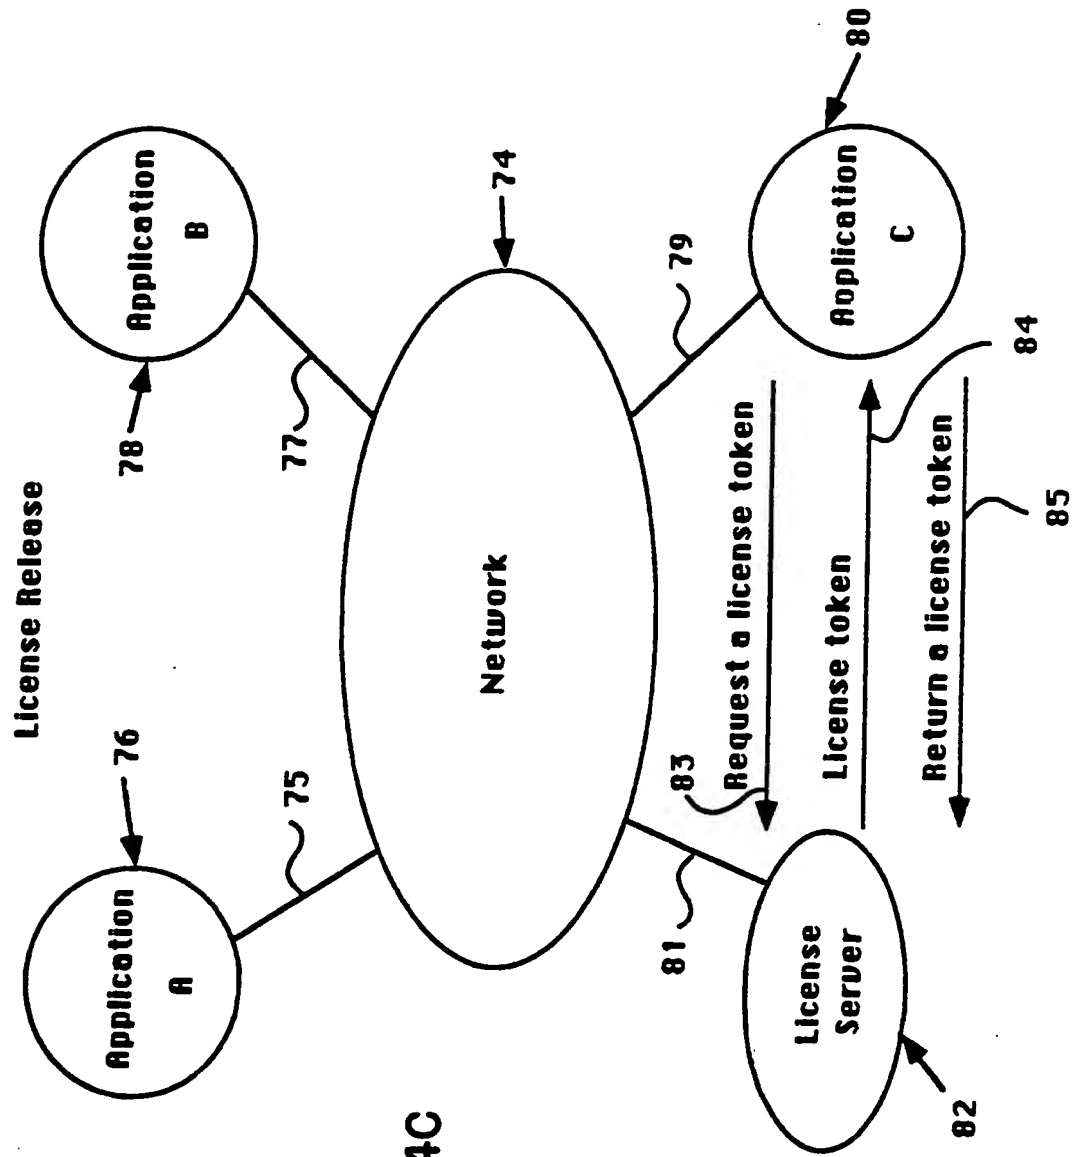 License Release
76
78
Application
A
Application
B
75
77
4C
Network
74
81
83
79
Request a license token
License
Server
License token
Application
C
80
Return a license token
82
84
85